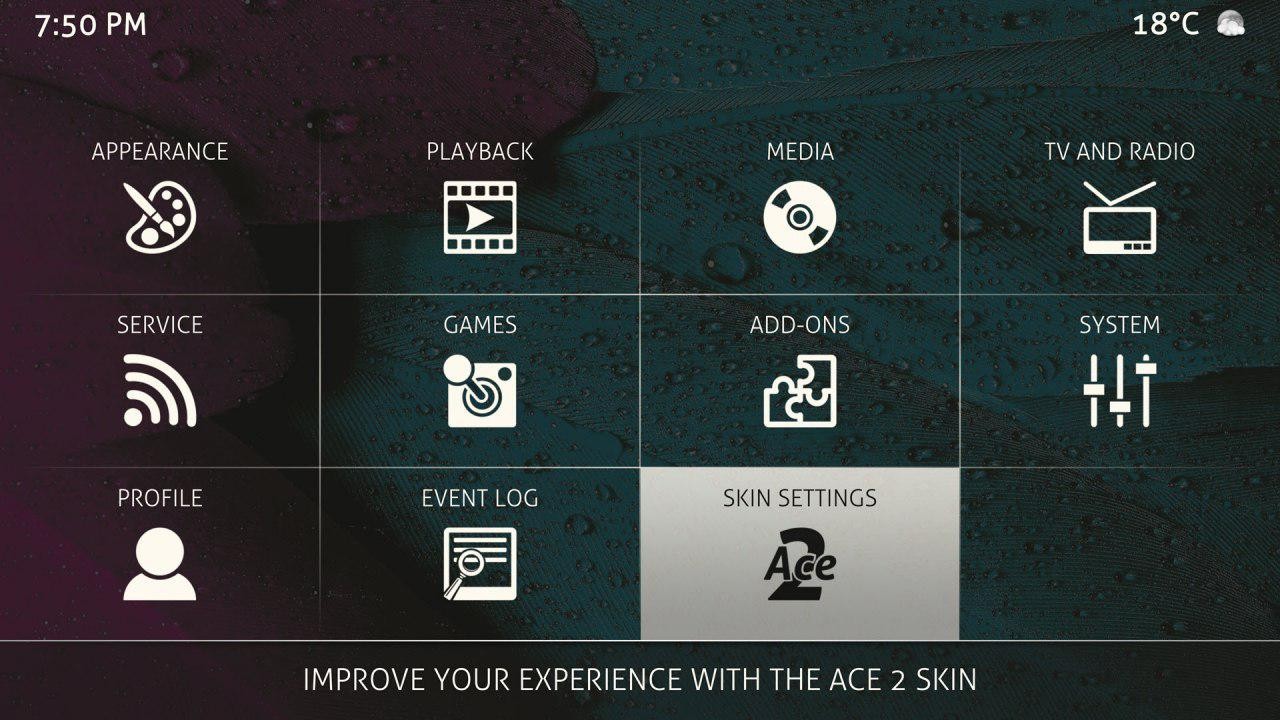 7:50 PM
18°C
APPEARANCE
PLAYBACK
MEDIA
TV AND RADIO
SERVICE
GAMES
ADD-ONS
SYSTEM
PROFILE
EVENT LOG
SKIN SETTINGS
Ace 2
IMPROVE YOUR EXPERIENCE WITH THE ACE 2 SKIN